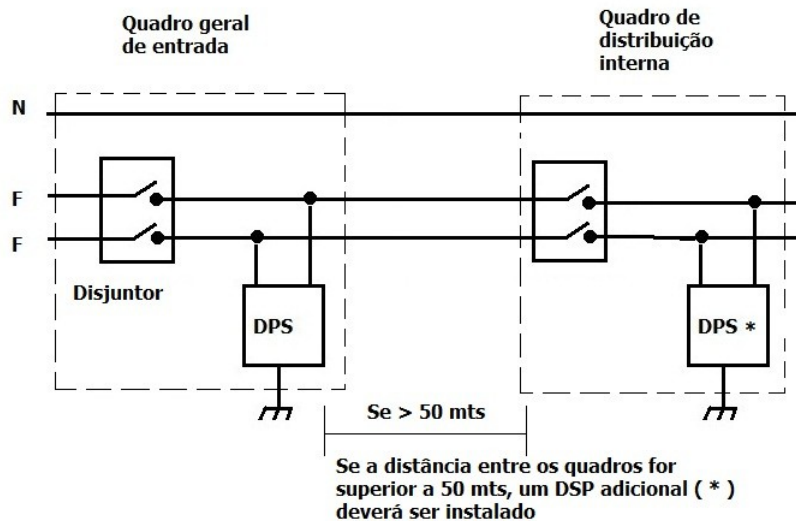 Quadro geral
de entrada
Quadro de
distribuição
interna
N
F
F
Disjuntor
DPS
DPS *
Se > 50 mts
Se a distância entre os quadros for
superior a 50 mts, um DSP adicional ( * )
deverá ser instalado